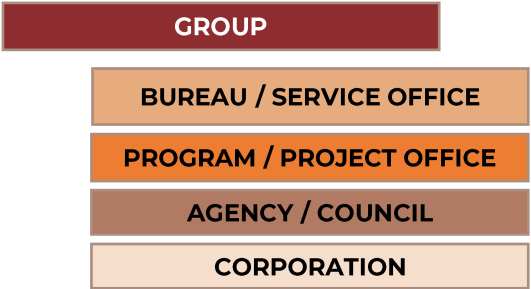 GROUP
BUREAU / SERVICE OFFICE
PROGRAM / PROJECT OFFICE
AGENCY / COUNCIL
CORPORATION